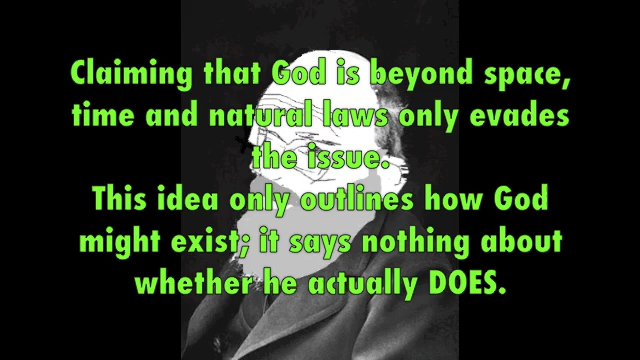 Claiming that God is beyond space,
time and natural laws only evades
the issue.
This idea only outlines how God
might exist; it says nothing about
whether he actually DOES.